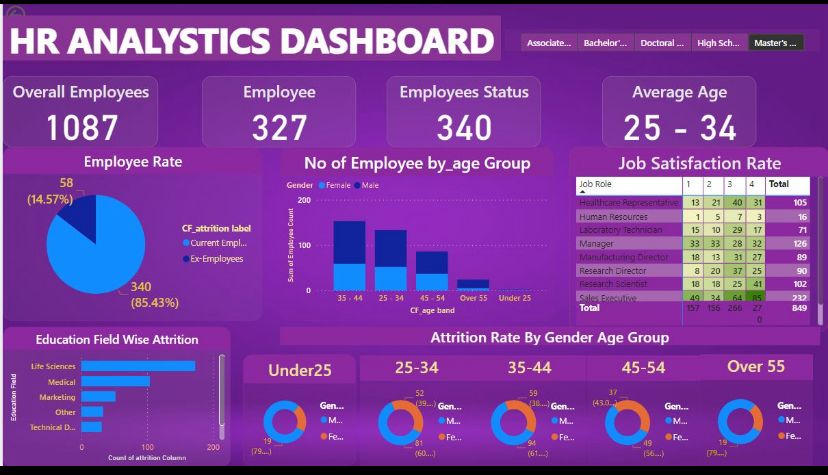 HR ANALYSTICS DASHBOARD
Associate... Bachelor'... Doctoral ... High Sch... Master's ...
Overall Employees
1087
Employee
327
Employees Status
340
Average Age
25 - 34
Employee Rate
58
(14.57%)
340
(85.43%)
CF_attrition label
Current Empl...
Ex-Employees
No of Employee by_age Group
Gender Female Male
Sum of Employee Count
200
100
0
35 - 44 25 - 34 45 - 54 Over 55 Under 25
CF_age band
Job Satisfaction Rate
Job Role 1 2 3 4 Total
Healthcare Representative 13 21 40 31 105
Human Resources 1 5 7 3 16
Laboratory Technician 15 10 29 17 71
Manager 33 33 28 32 126
Manufacturing Director 18 13 31 27 89
Research Director 8 20 37 25 90
Research Scientist 18 18 25 41 102
Sales Executive 49 34 64 85 232
Total 157 156 266 27 849
0
Education Field Wise Attrition
Education Field
Life Sciences
Medical
Marketing
Other
Technical D...
0 100 200
Count of attrition Column
Attrition Rate By Gender Age Group
Under25
Gen...
M...
Fe...
19
(79....)
25-34
52
(39....)
Gen...
M...
Fe...
81
(60....)
35-44
59
(38....)
Gen...
M...
Fe...
94
(61....)
45-54
37
(43.0...)
Gen...
M...
Fe...
49
(56....)
Over 55
Gen...
M...
Fe...
19
(79....)